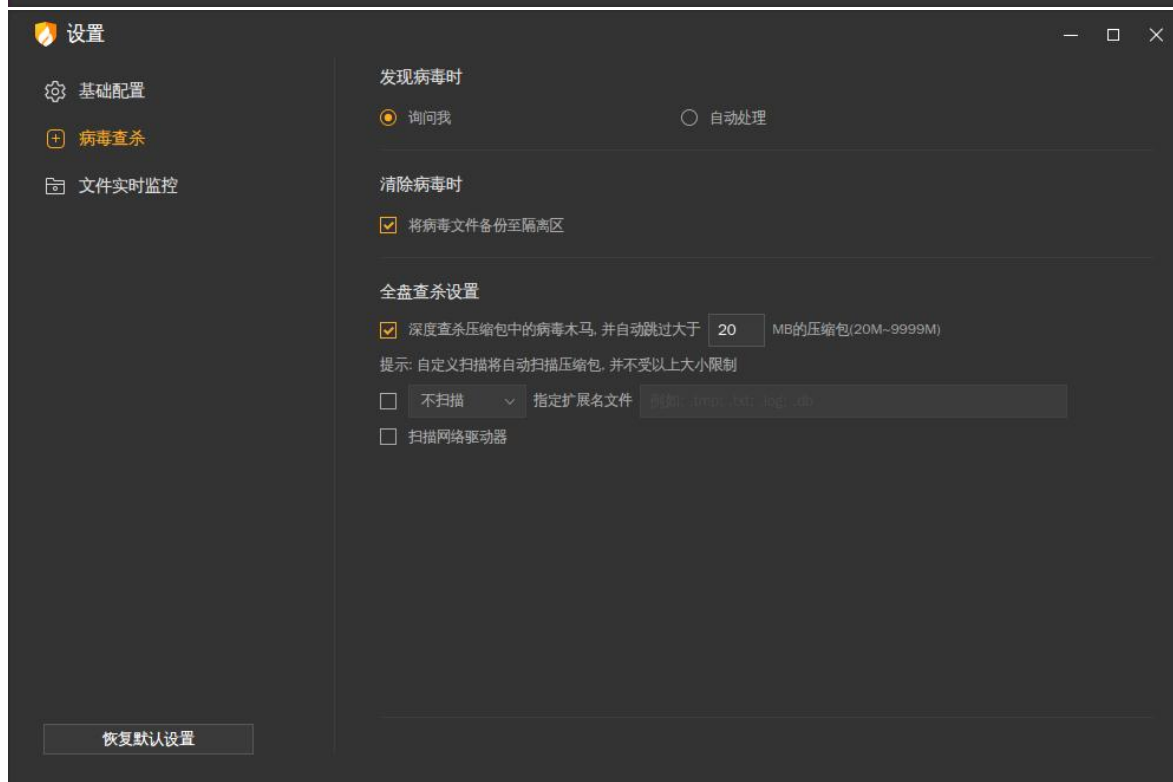 设置
基础配置
病毒查杀
文件实时监控
发现病毒时
询问我 自动处理
清除病毒时
将病毒文件备份至隔离区
全盘查杀设置
深度查杀压缩包中的病毒木马, 并自动跳过大于 20 MB的压缩包(20M~9999M)
提示: 自定义扫描将自动扫描压缩包, 并不受以上大小限制
不扫描 指定扩展名文件 例如: .tmp; .txt; .log; .db
扫描网络驱动器
恢复默认设置